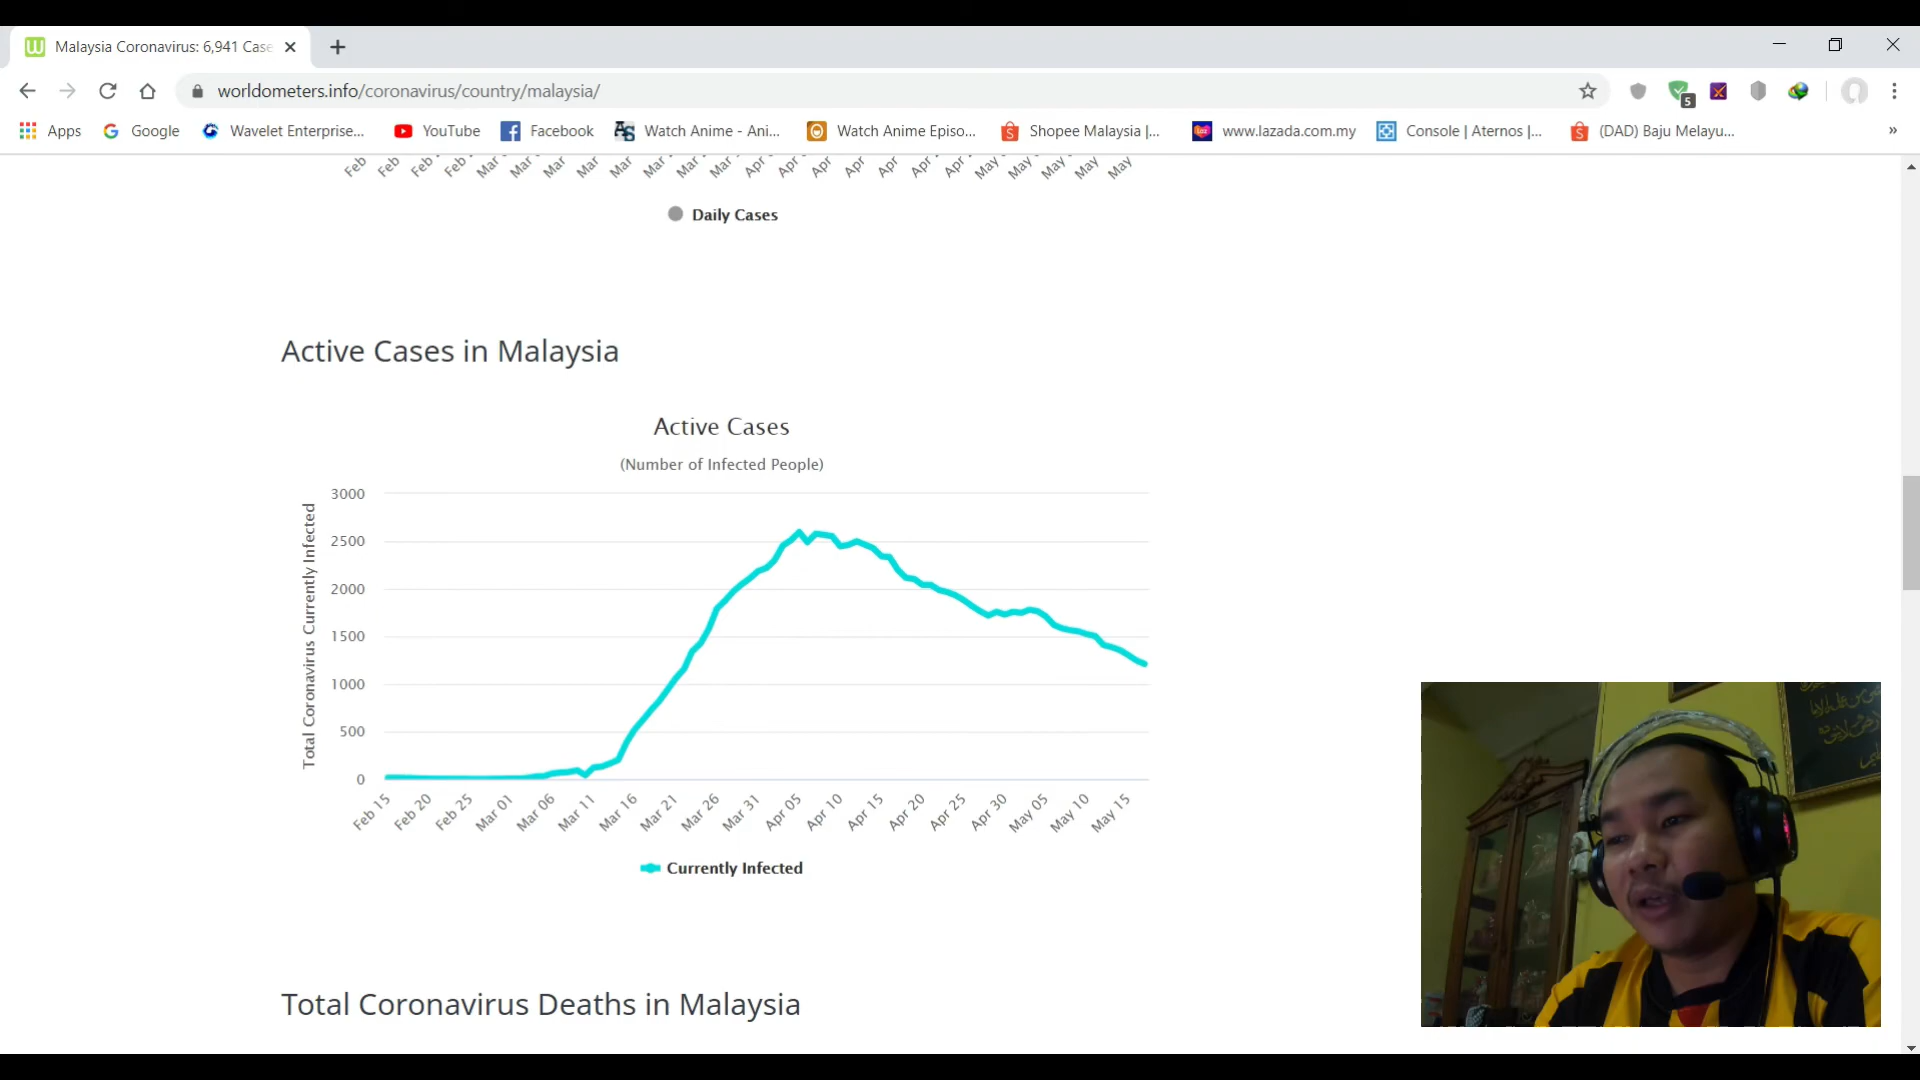 Malaysia Coronavirus: 6,941 Case
worldometers.info/coronavirus/country/malaysia/
5
Apps Google Wavelet Enterprise... YouTube Facebook Watch Anime - Ani... Watch Anime Episo... Shopee Malaysia |... www.lazada.com.my Console | Aternos |... (DAD) Baju Melayu... »
Feb Feb Feb Feb Mar Mar Mar Mar Mar Mar Mar Mar Apr Apr Apr Apr Apr Apr Apr May May May May May
Daily Cases
Active Cases in Malaysia
Active Cases
(Number of Infected People)
Total Coronavirus Currently Infected
3000
2500
2000
1500
1000
500
0
Feb 15 Feb 20 Feb 25 Mar 01 Mar 06 Mar 11 Mar 16 Mar 21 Mar 26 Mar 31 Apr 05 Apr 10 Apr 15 Apr 20 Apr 25 Apr 30 May 05 May 10 May 15
Currently Infected
Total Coronavirus Deaths in Malaysia